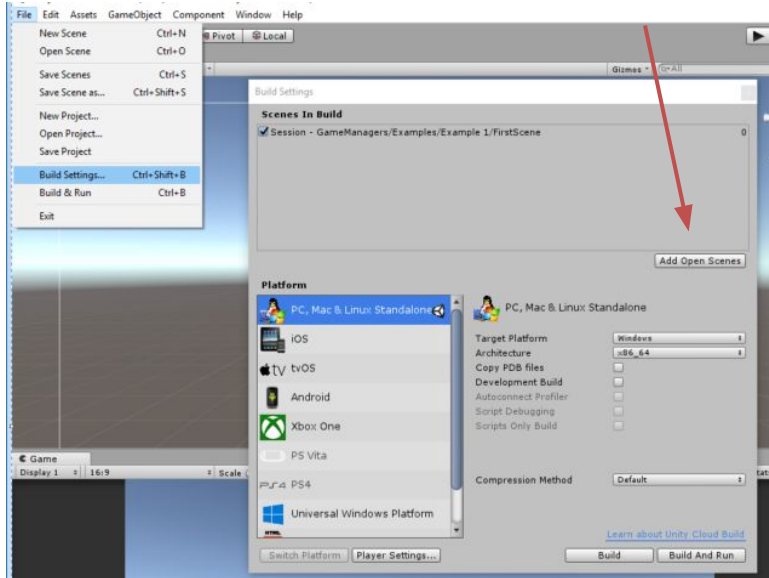 File Edit Assets GameObject Component Window Help
New Scene Ctrl+N
Open Scene Ctrl+O
Save Scenes Ctrl+S
Save Scene as... Ctrl+Shift+S
New Project...
Open Project...
Save Project
Build Settings... Ctrl+Shift+B
Build & Run Ctrl+B
Exit
Pivot Local
Gizmos All
Build Settings
Scenes In Build
Session - GameManagers/Examples/Example 1/FirstScene 0
Add Open Scenes
Platform
PC, Mac & Linux Standalone
iOS
tv tvOS
Android
Xbox One
PS Vita
PS4 PS4
Universal Windows Platform
HTML
PC, Mac & Linux Standalone
Target Platform Windows
Architecture x86_64
Copy PDB files
Development Build
Autoconnect Profiler
Script Debugging
Scripts Only Build
Compression Method Default
Learn about Unity Cloud Build
Switch Platform Player Settings... Build Build And Run
Game
Display 1 16:9 Scale